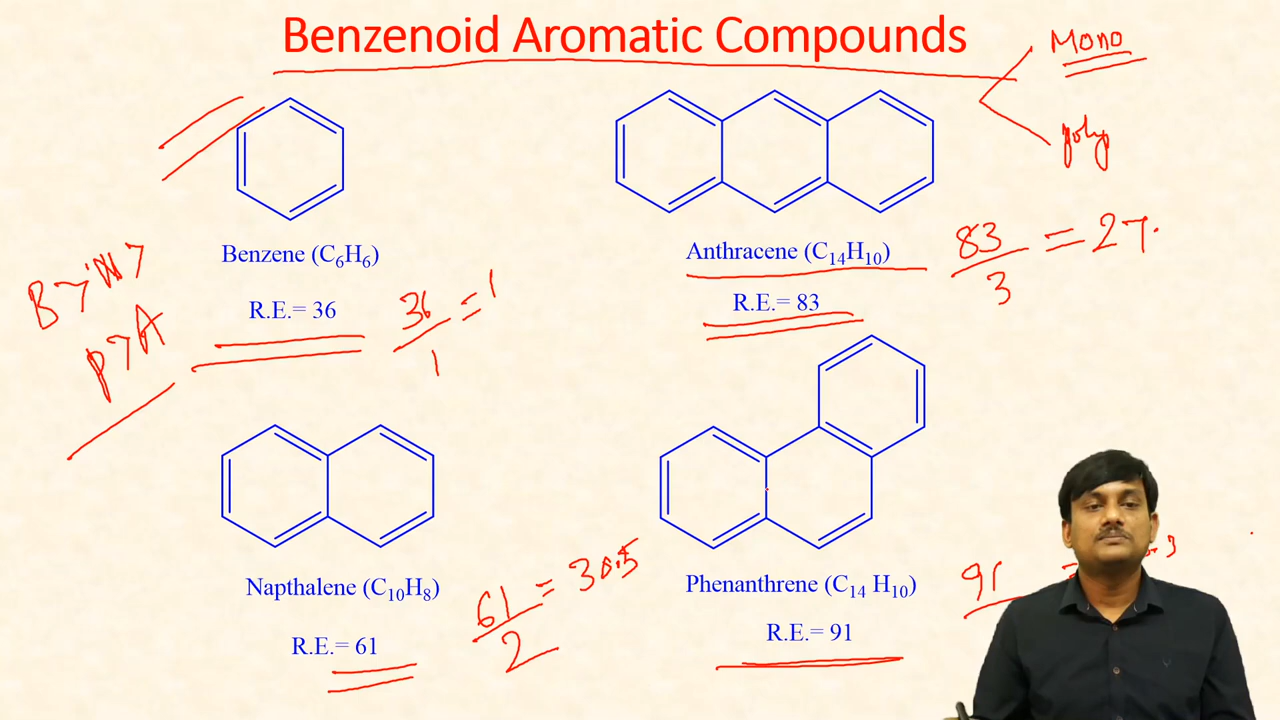 Benzenoid Aromatic Compounds
Mono
poly
Benzene (C6H6)
R.E.= 36
36/1 = 1
B > N >
P > A
Anthracene (C14H10)
R.E.= 83
83/3 = 27.
Napthalene (C10H8)
R.E.= 61
61/2 = 30.5
Phenanthrene (C14 H10)
R.E.= 91
91